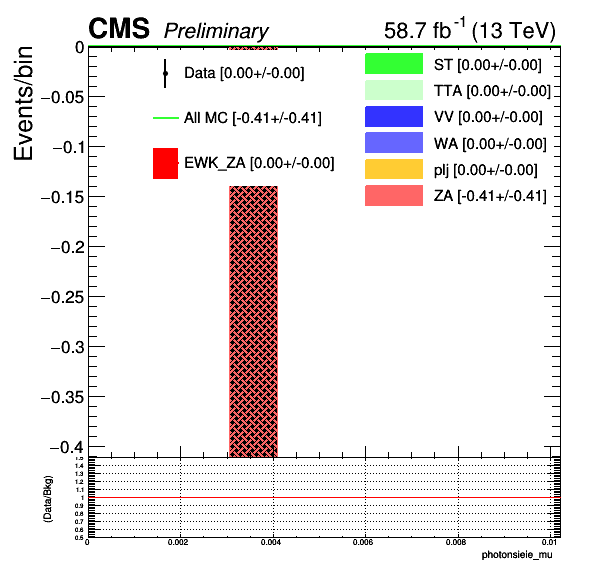 CMS Preliminary 58.7 fb⁻¹ (13 TeV)
Events/bin
0
−0.05
−0.1
−0.15
−0.2
−0.25
−0.3
−0.35
−0.4
Data [0.00+/-0.00]
All MC [-0.41+/-0.41]
EWK_ZA [0.00+/-0.00]
ST [0.00+/-0.00]
TTA [0.00+/-0.00]
VV [0.00+/-0.00]
WA [0.00+/-0.00]
plj [0.00+/-0.00]
ZA [-0.41+/-0.41]
(Data/Bkg)
1.5
1.4
1.3
1.2
1.1
1
0.9
0.8
0.7
0.6
0.5
0 0.002 0.004 0.006 0.008 0.01
photonsieie_mu